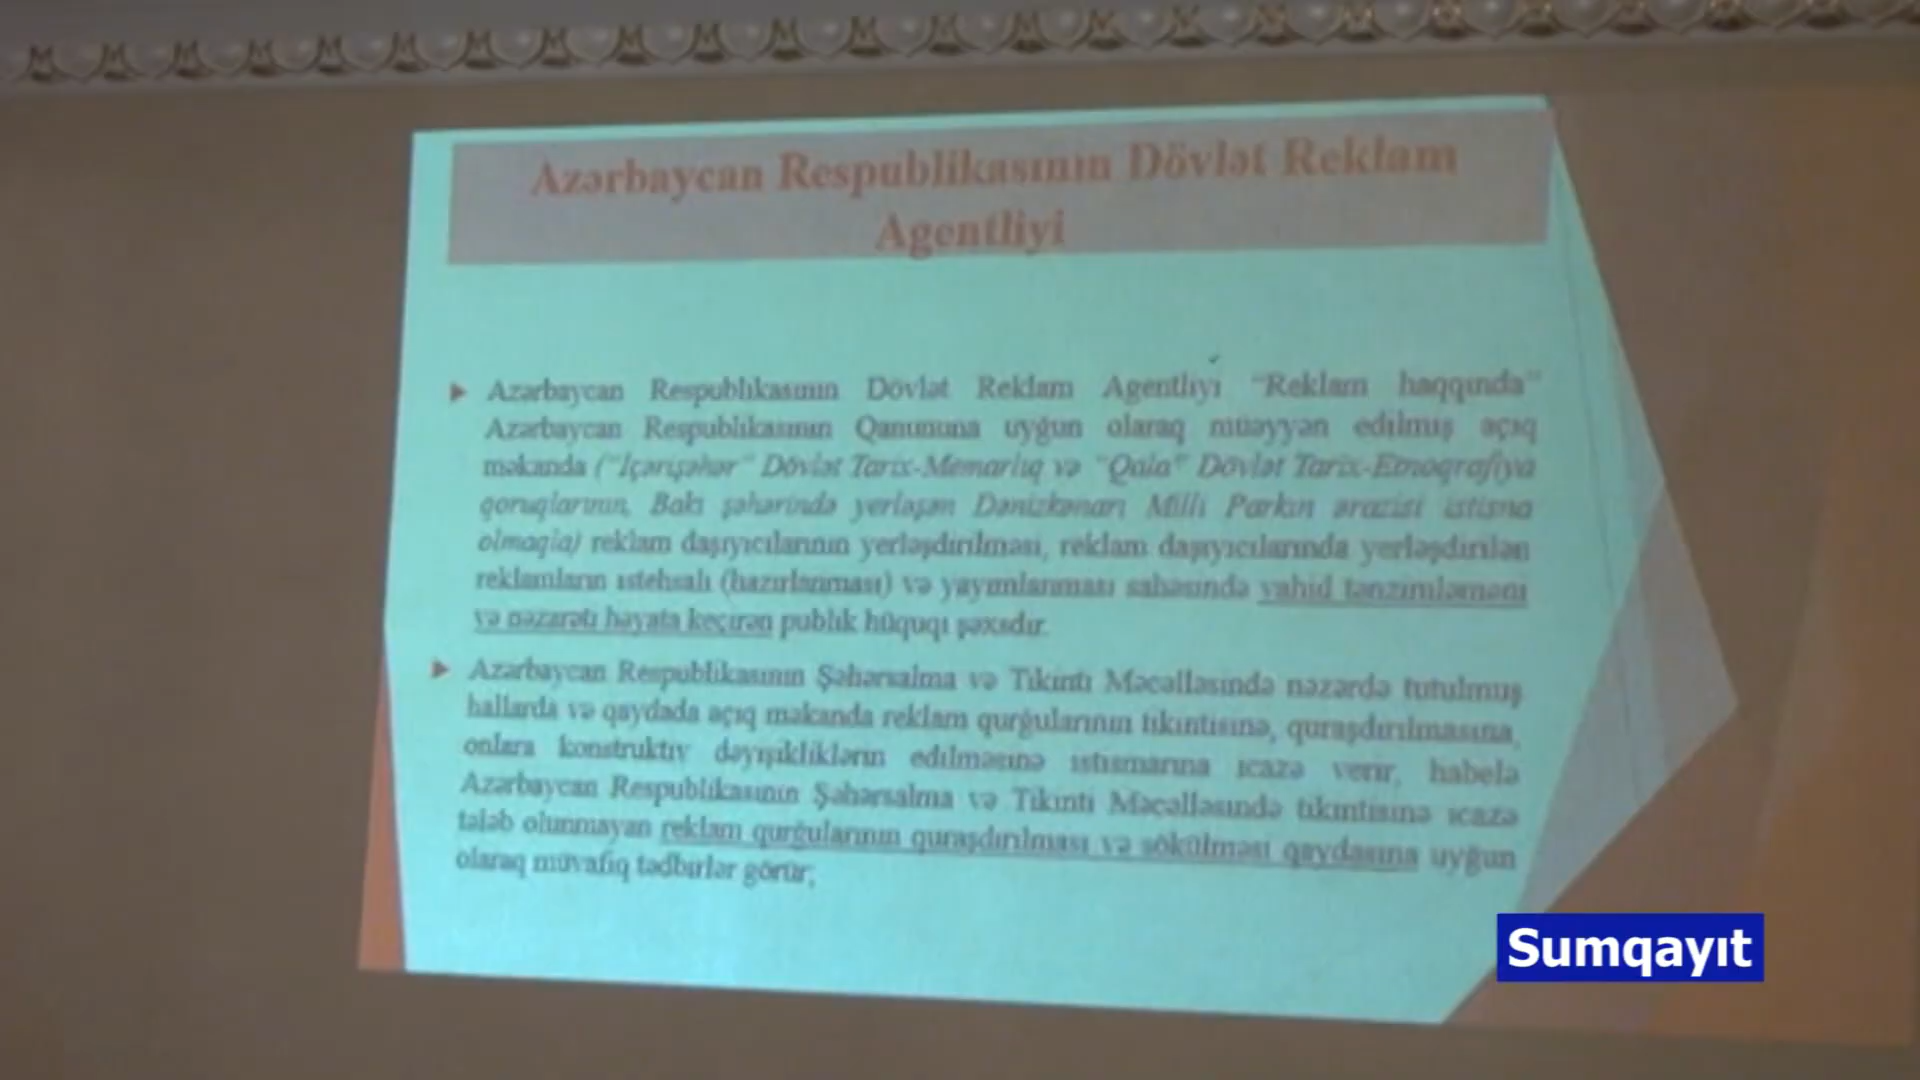 Azərbaycan Respublikasının Dövlət Reklam
Agentliyi
Azərbaycan Respublikasının Dövlət Reklam Agentliyi "Reklam haqqında"
Azərbaycan Respublikasının Qanununa uyğun olaraq müəyyən edilmiş açıq
məkanda ("İçərişəhər" Dövlət Tarix-Memarlıq və "Qala" Dövlət Tarix-Etnoqrafiya
qoruqlarının, Bakı şəhərində yerləşən Dənizkənarı Milli Parkın ərazisi istisna
olmaqla) reklam daşıyıcılarının yerləşdirilməsi, reklam daşıyıcılarında yerləşdirilən
reklamların istehsalı (hazırlanması) və yayımlanması sahəsində vahid tənzimləməni
və nəzarəti həyata keçirən publik hüquqi şəxsdir.
Azərbaycan Respublikasının Şəhərsalma və Tikinti Məcəlləsində nəzərdə tutulmuş
hallarda və qaydada açıq məkanda reklam qurğularının tikintisinə, quraşdırılmasına,
onlara konstruktiv dəyişikliklərin edilməsinə istismarına icazə verir, habelə
Azərbaycan Respublikasının Şəhərsalma və Tikinti Məcəlləsində tikintisinə icazə
tələb olunmayan reklam qurğularının quraşdırılması və sökülməsi qaydasına uyğun
olaraq müvafiq tədbirlər görür;
Sumqayıt